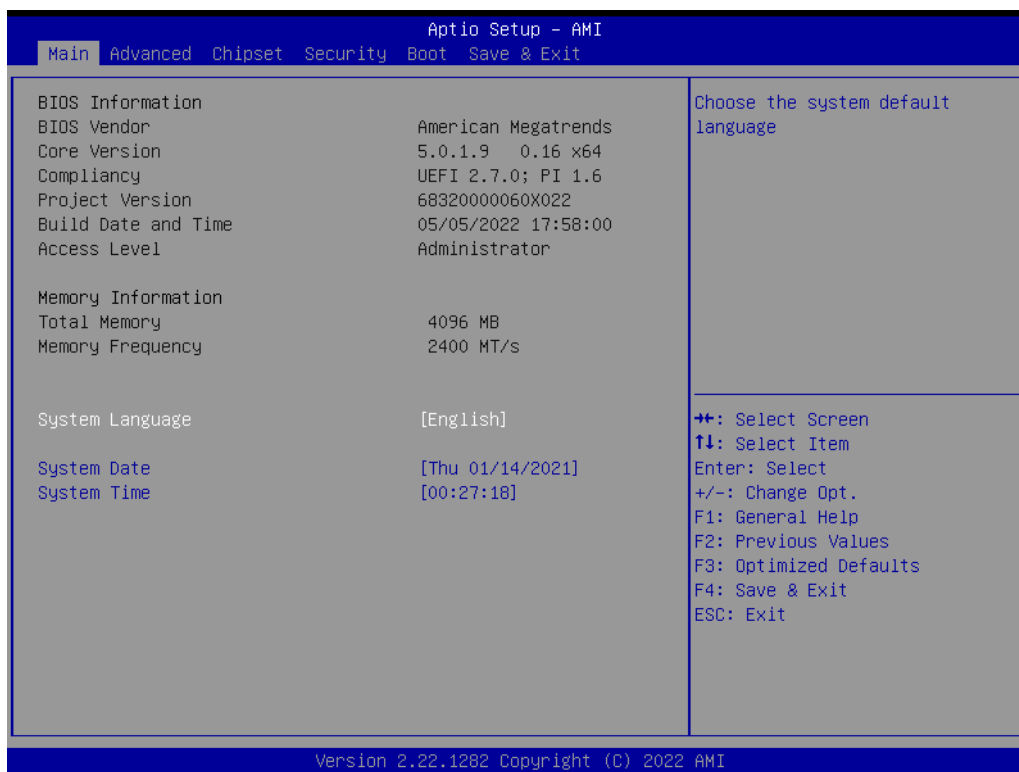 Aptio Setup – AMI
Main Advanced Chipset Security Boot Save & Exit
BIOS Information
BIOS Vendor American Megatrends
Core Version 5.0.1.9 0.16 x64
Compliancy UEFI 2.7.0; PI 1.6
Project Version 68320000060X022
Build Date and Time 05/05/2022 17:58:00
Access Level Administrator
Memory Information
Total Memory 4096 MB
Memory Frequency 2400 MT/s
System Language [English]
System Date [Thu 01/14/2021]
System Time [00:27:18]
Choose the system default
language
→←: Select Screen
↑↓: Select Item
Enter: Select
+/-: Change Opt.
F1: General Help
F2: Previous Values
F3: Optimized Defaults
F4: Save & Exit
ESC: Exit
Version 2.22.1282 Copyright (C) 2022 AMI